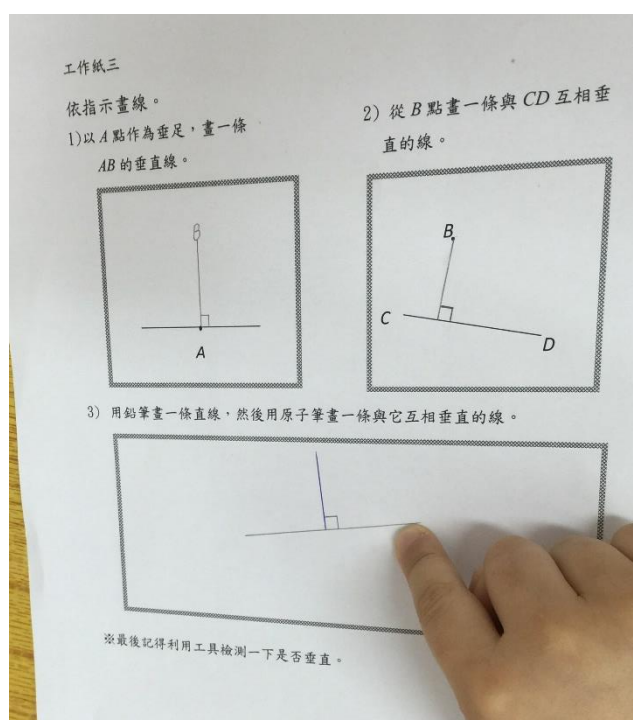 工作紙三
依指示畫線。
1)以A點作為垂足，畫一條
AB的垂直線。
B
A
2) 從B點畫一條與CD互相垂
直的線。
B
C
D
3) 用鉛筆畫一條直線，然後用原子筆畫一條與它互相垂直的線。
※最後記得利用工具檢測一下是否垂直。